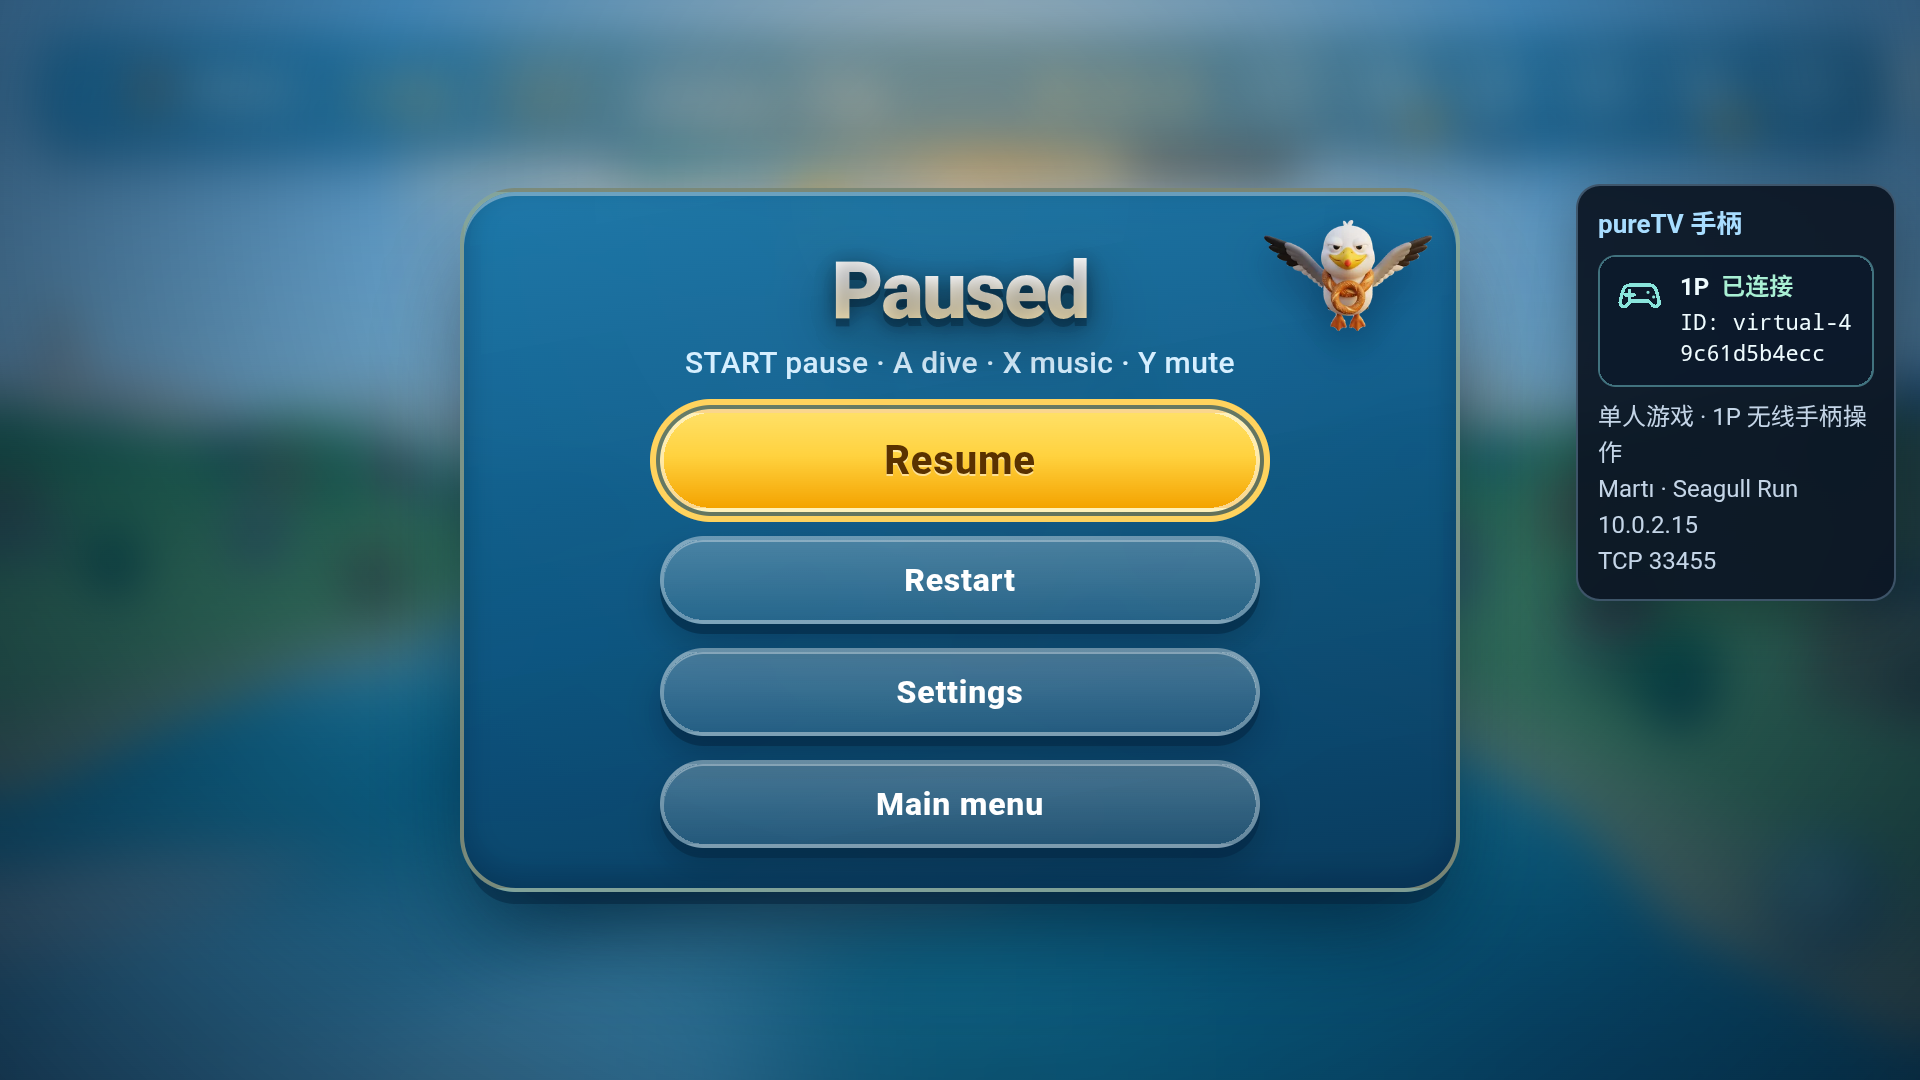 Paused
START pause · A dive · X music · Y mute
Resume
Restart
Settings
Main menu
pureTV 手柄
1P 已连接
ID: virtual-4
9c61d5b4ecc
单人游戏 · 1P 无线手柄操
作
Martı · Seagull Run
10.0.2.15
TCP 33455